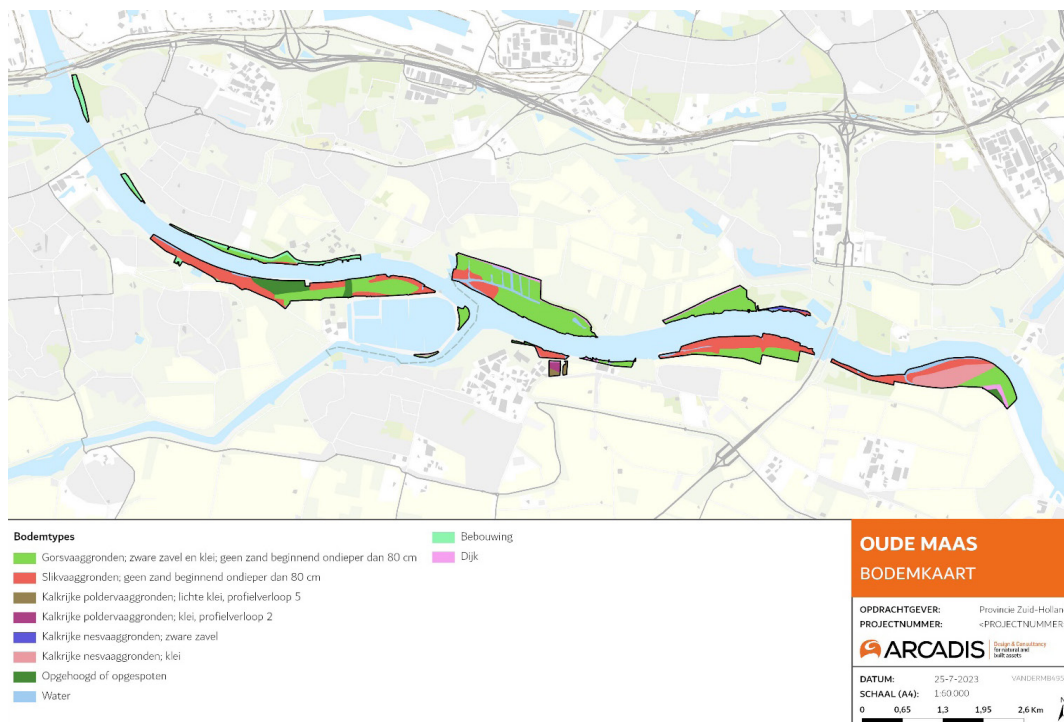 Bodemtypes
Gorsvaaggronden; zware zavel en klei; geen zand beginnend ondieper dan 80 cm
Slikvaaggronden; geen zand beginnend ondieper dan 80 cm
Kalkrijke poldervaaggronden; lichte klei, profielverloop 5
Kalkrijke poldervaaggronden; klei, profielverloop 2
Kalkrijke nesvaaggronden; zware zavel
Kalkrijke nesvaaggronden; klei
Opgehoogd of opgespoten
Water
Bebouwing
Dijk
OUDE MAAS
BODEMKAART
OPDRACHTGEVER: Provincie Zuid-Hollan
PROJECTNUMMER: <PROJECTNUMMER
ARCADIS
Design & Consultancy
for natural and
built assets
DATUM: 25-7-2023
SCHAAL (A4): 1:60.000
0 0,65 1,3 1,95 2,6 Km